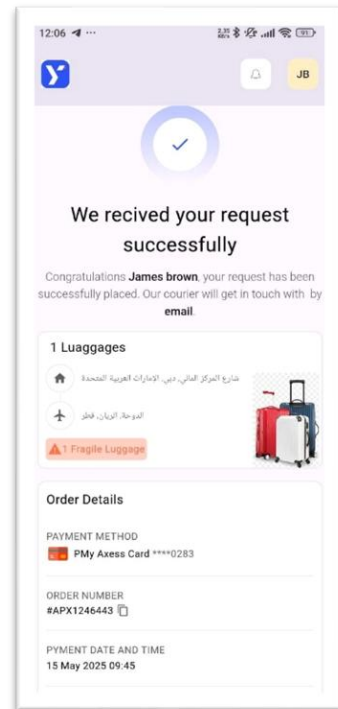 12:06
JB
We recived your request
successfully
Congratulations James brown, your request has been
successfully placed. Our courier will get in touch with by
email.
1 Luaggages
شارع المركز المالي, دبي, الإمارات العربية المتحدة
الدوحة, الريان, قطر
1 Fragile Luggage
Order Details
PAYMENT METHOD
PMy Axess Card ****0283
ORDER NUMBER
#APX1246443
PYMENT DATE AND TIME
15 May 2025 09:45